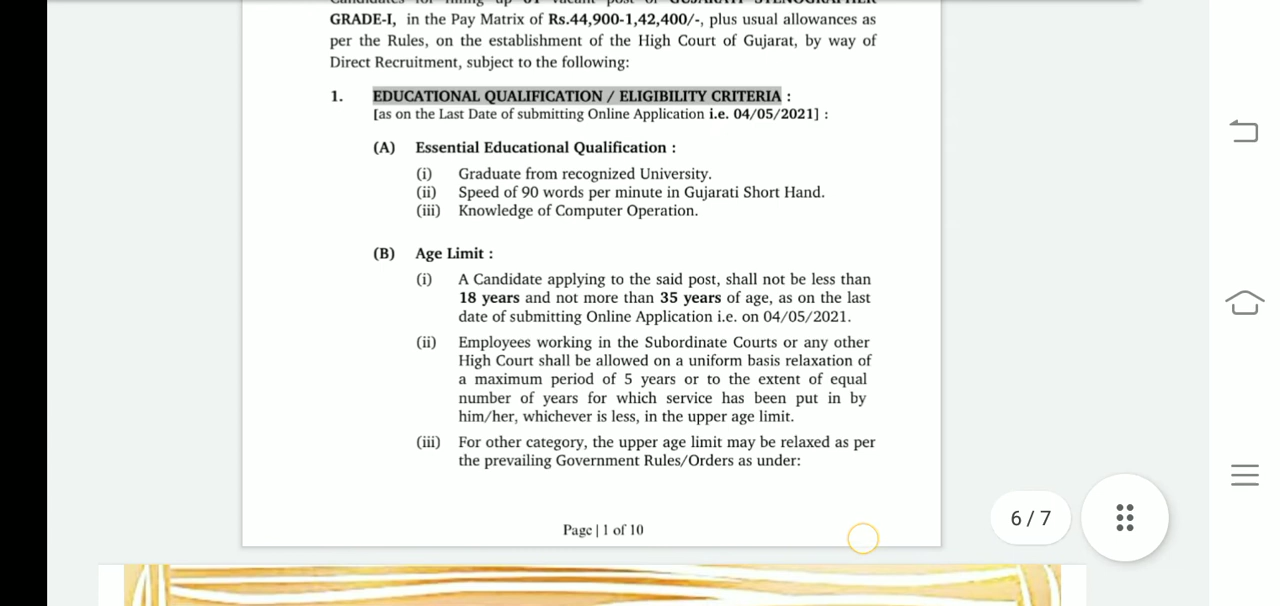 GRADE-I, in the Pay Matrix of Rs.44,900-1,42,400/-, plus usual allowances as
per the Rules, on the establishment of the High Court of Gujarat, by way of
Direct Recruitment, subject to the following:
1. EDUCATIONAL QUALIFICATION / ELIGIBILITY CRITERIA :
[as on the Last Date of submitting Online Application i.e. 04/05/2021] :
(A) Essential Educational Qualification :
(i) Graduate from recognized University.
(ii) Speed of 90 words per minute in Gujarati Short Hand.
(iii) Knowledge of Computer Operation.
(B) Age Limit :
(i) A Candidate applying to the said post, shall not be less than
18 years and not more than 35 years of age, as on the last
date of submitting Online Application i.e. on 04/05/2021.
(ii) Employees working in the Subordinate Courts or any other
High Court shall be allowed on a uniform basis relaxation of
a maximum period of 5 years or to the extent of equal
number of years for which service has been put in by
him/her, whichever is less, in the upper age limit.
(iii) For other category, the upper age limit may be relaxed as per
the prevailing Government Rules/Orders as under:
6 / 7
Page | 1 of 10